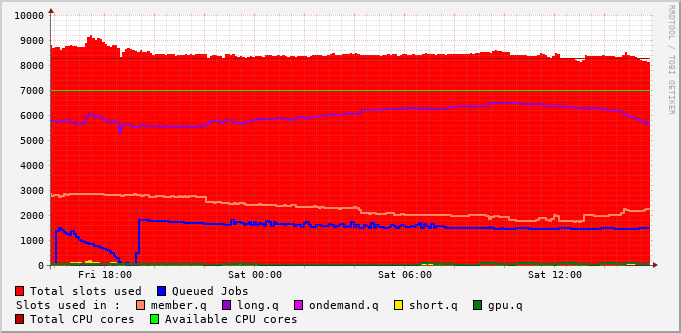 10000
9000
8000
7000
6000
5000
4000
3000
2000
1000
0
Fri 18:00 Sat 00:00 Sat 06:00 Sat 12:00
RRDTOOL / TOBI OETIKER
Total slots used Queued Jobs
Slots used in : member.q long.q ondemand.q short.q gpu.q
Total CPU cores Available CPU cores